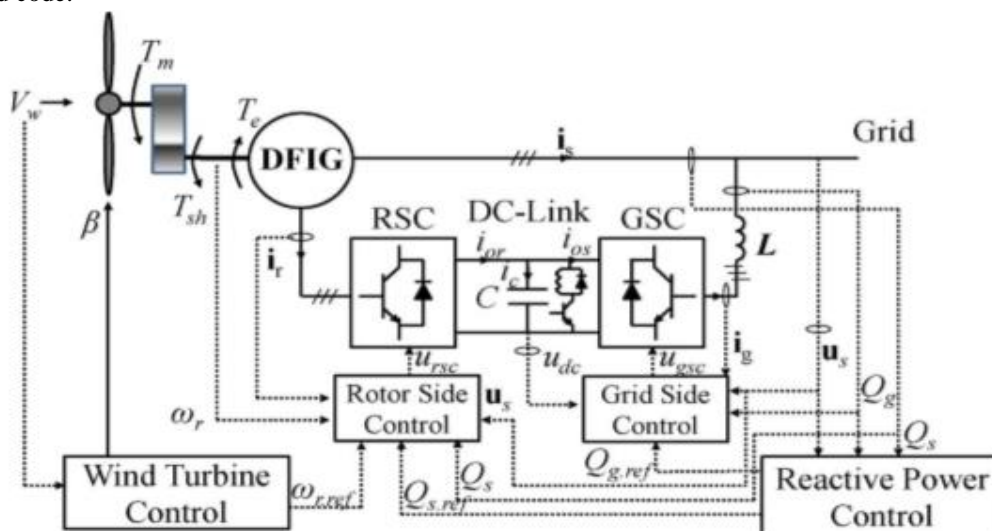 d code.
T_m
V_w
T_e
DFIG
i_s
Grid
T_sh
β
RSC
DC-Link
GSC
i_or
i_os
L
i_r
i_c
C
i_g
u_rsc
u_dc
u_gsc
u_s
Rotor Side
Control
u_s
Grid Side
Control
Q_g
ω_r
Q_s
Q_g.ref
Wind Turbine
Control
ω_r.ref
Q_s.ref
Q_s
Reactive Power
Control